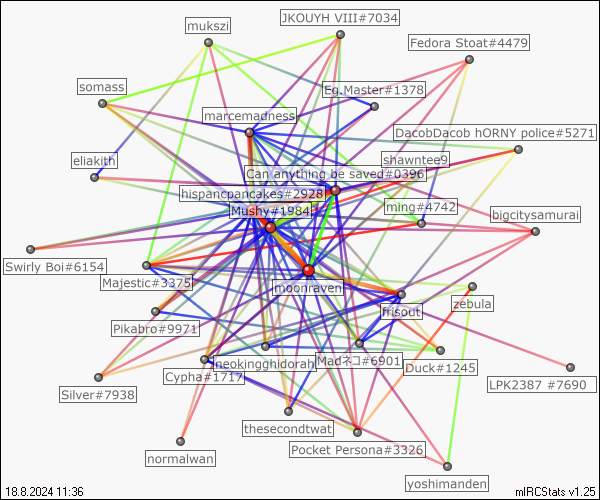 mukszi
JKOUYH VIII#7034
Fedora Stoat#4479
somass
Eg.Master#1378
marcemadness
DacobDacob hORNY police#5271
eliakith
shawntee9
Can anything be saved#0396
hispancpancakes#2928
Mushy#1984
ming#4742
bigcitysamurai
Swirly Boi#6154
Majestic#3375
moonraven
zebula
frisout
Pikabro#9971
neokingghidorah
Madネコ#6901
Duck#1245
Cypha#1717
LPK2387 #7690
Silver#7938
thesecondtwat
Pocket Persona#3326
normalwan
yoshimanden
18.8.2024 11:36
mIRCStats v1.25